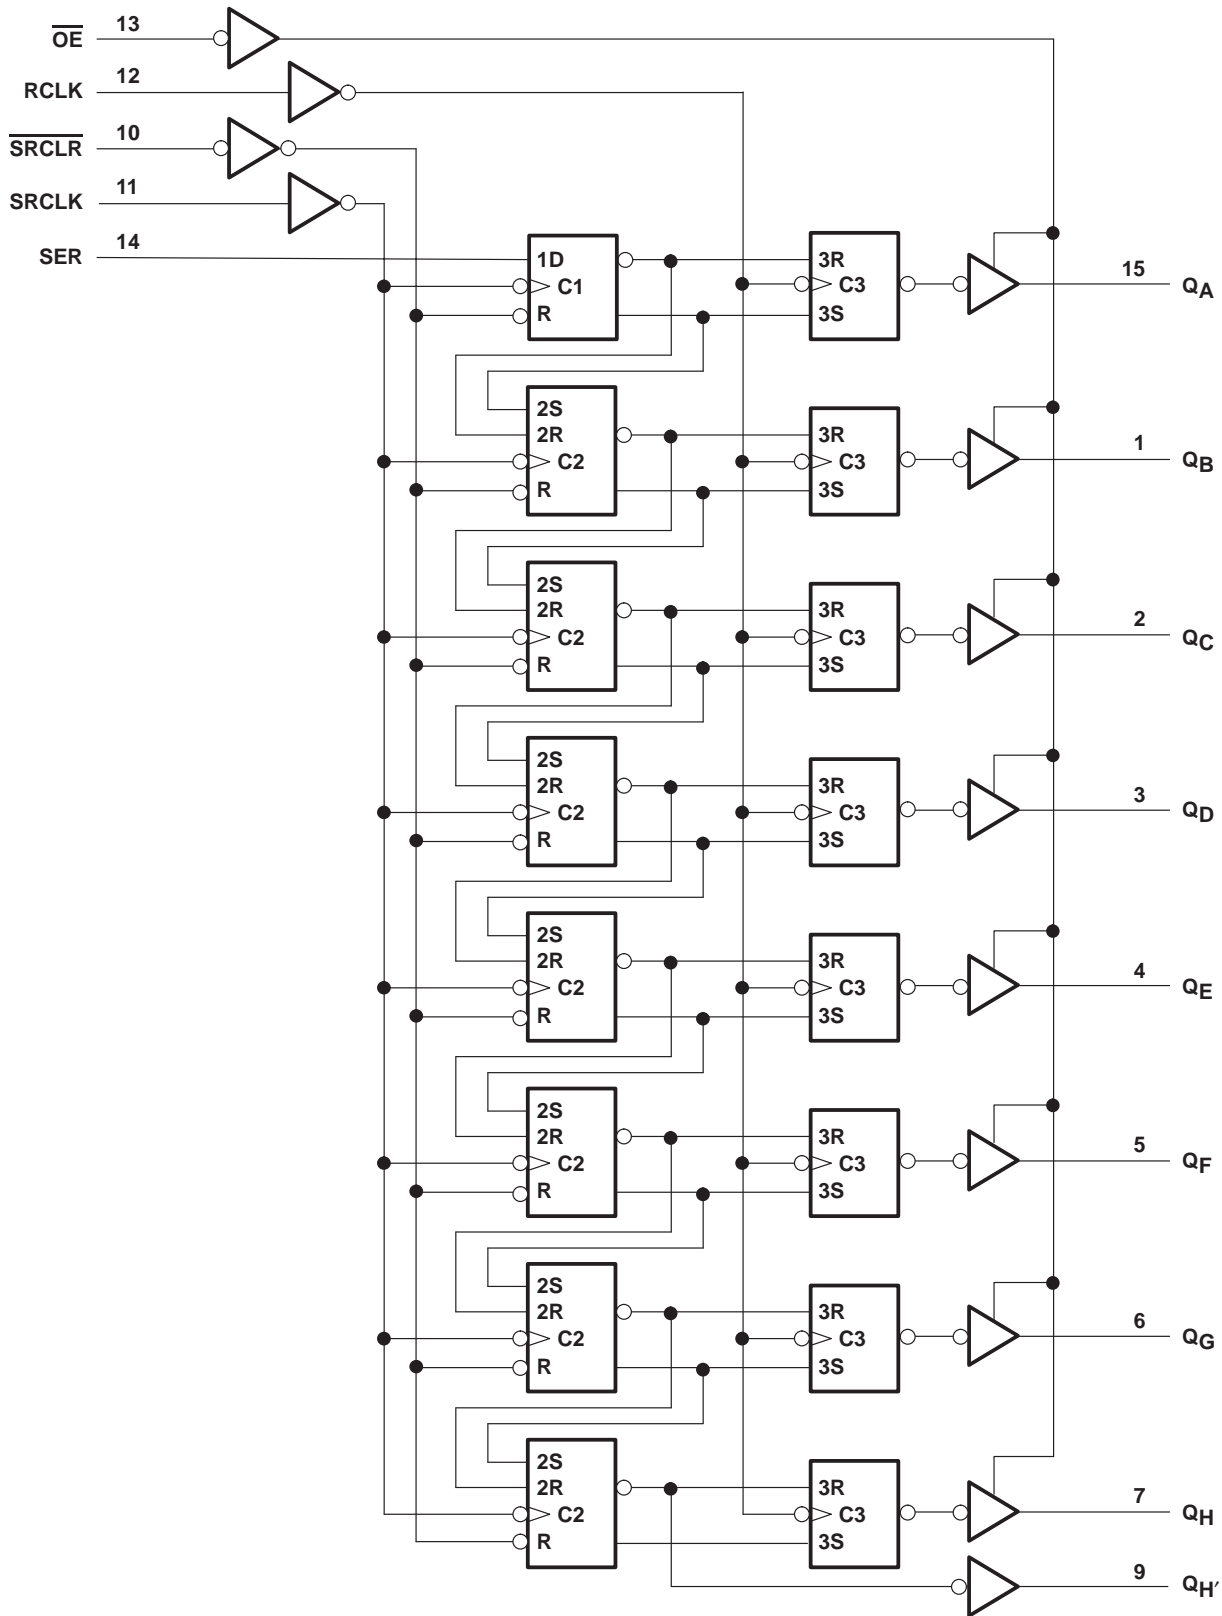 O̅E̅ 13
RCLK 12
S̅R̅C̅L̅R̅ 10
SRCLK 11
SER 14
1D
C1
R
3R
C3
3S
15 QA
2S
2R
C2
R
3R
C3
3S
1 QB
2S
2R
C2
R
3R
C3
3S
2 QC
2S
2R
C2
R
3R
C3
3S
3 QD
2S
2R
C2
R
3R
C3
3S
4 QE
2S
2R
C2
R
3R
C3
3S
5 QF
2S
2R
C2
R
3R
C3
3S
6 QG
2S
2R
C2
R
3R
C3
3S
7 QH
9 QH′